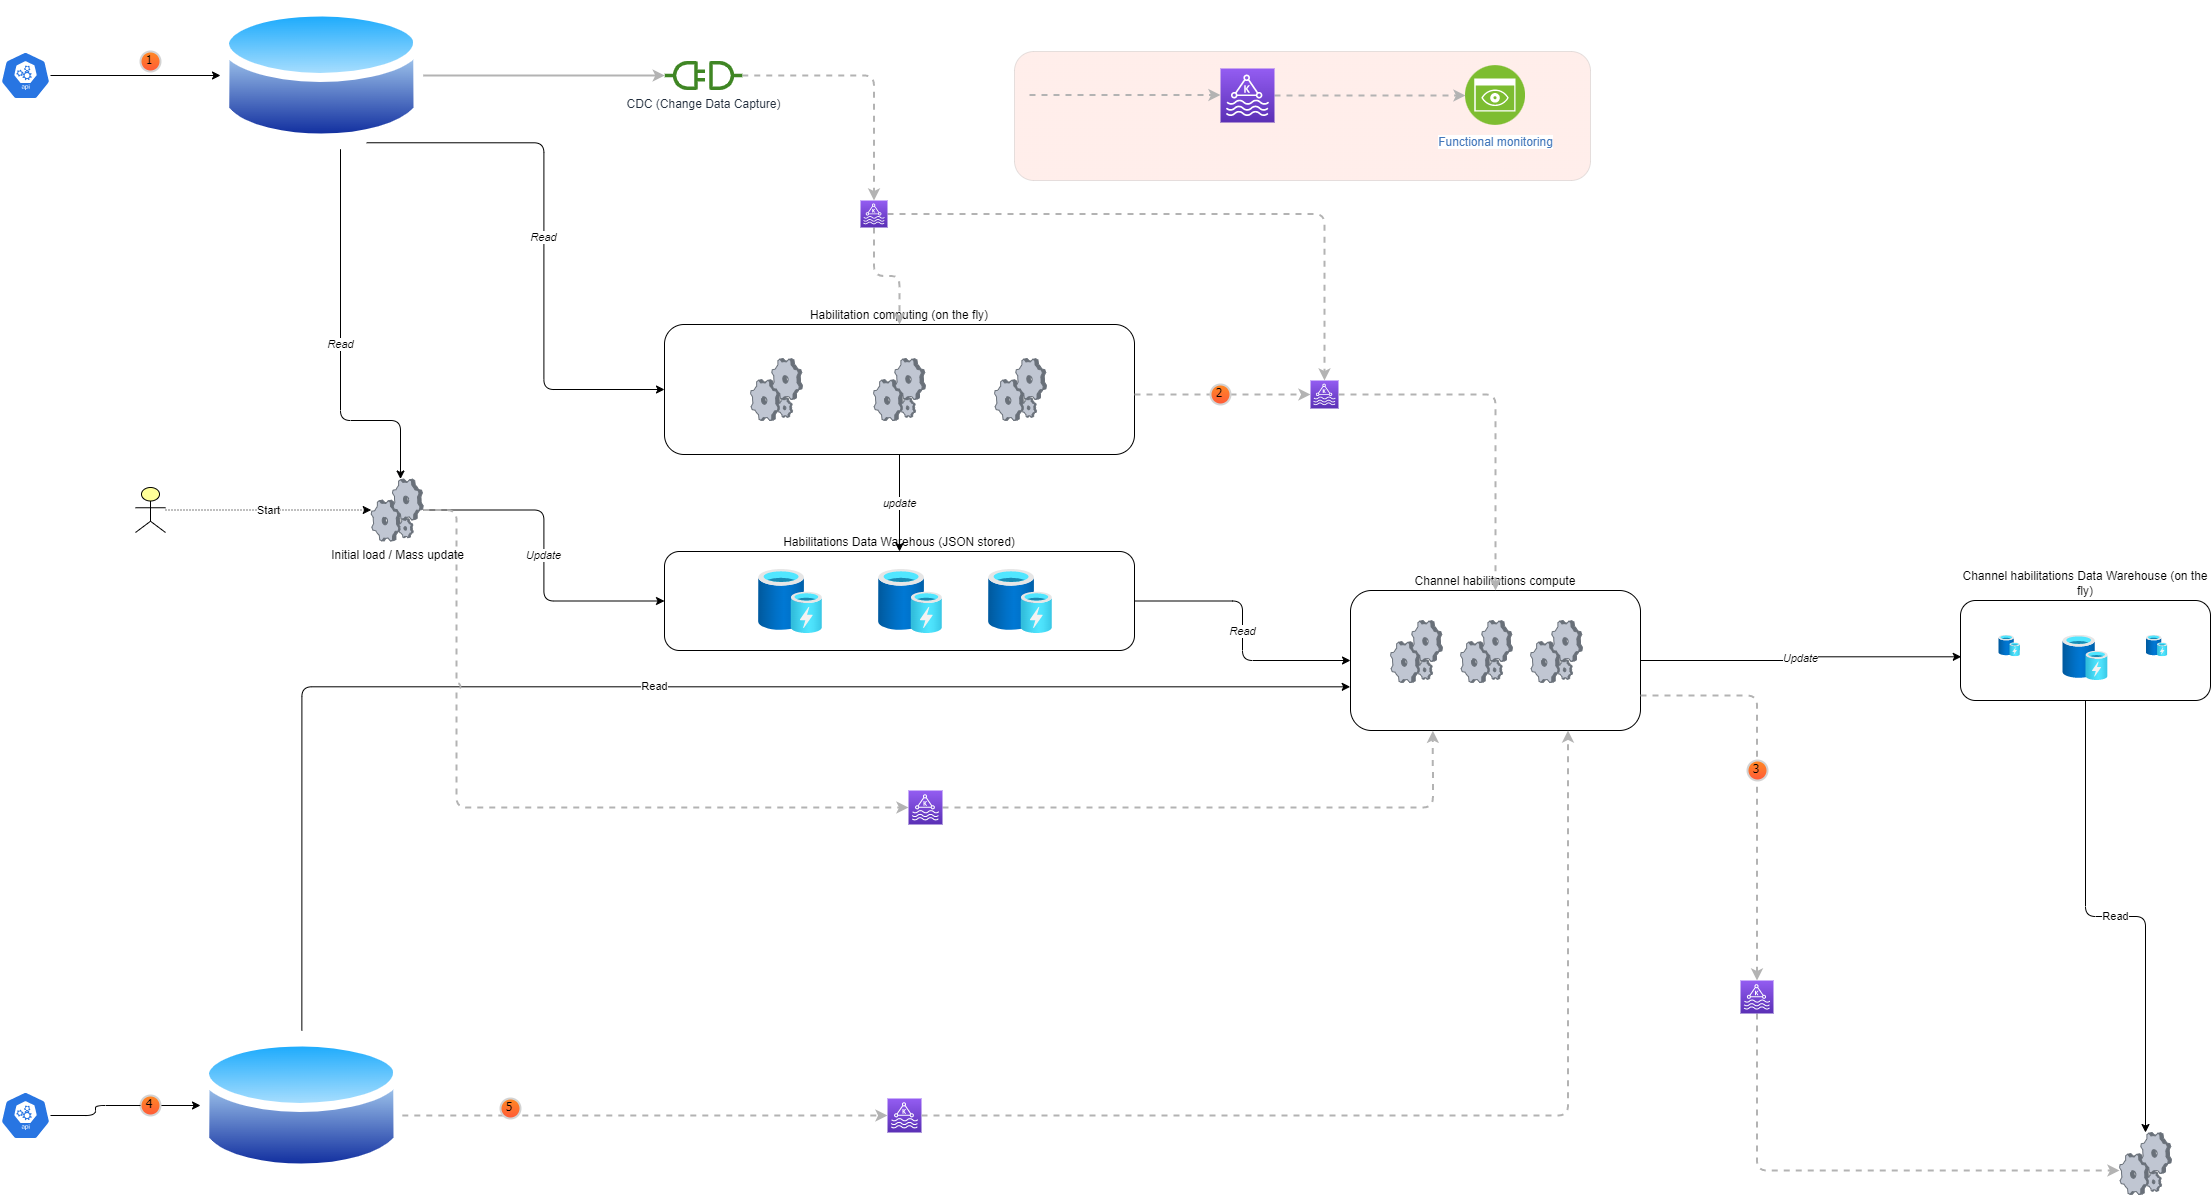 1
api
CDC (Change Data Capture)
K
Functional monitoring
K
Read
Habilitation computing (on the fly)
Read
2
K
Start
Initial load / Mass update
update
Update
Habilitations Data Warehous (JSON stored)
Channel habilitations compute
Channel habilitations Data Warehouse (on the
fly)
Read
Update
Read
3
K
Read
K
4
5
api
K